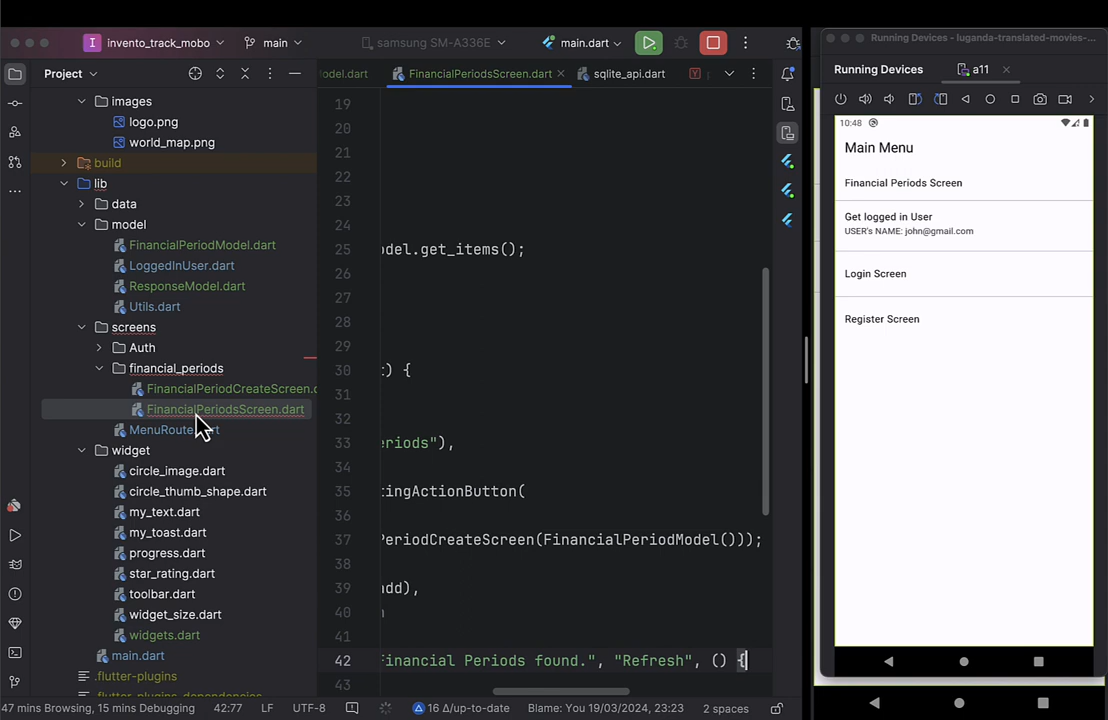 invento_track_mobo
main
samsung SM-A336E
main.dart
Project
odel.dart
FinancialPeriodsScreen.dart
sqlite_api.dart
images
logo.png
world_map.png
build
lib
data
model
FinancialPeriodModel.dart
LoggedInUser.dart
ResponseModel.dart
Utils.dart
screens
Auth
financial_periods
FinancialPeriodCreateScreen.d
FinancialPeriodsScreen.dart
MenuRoute.dart
widget
circle_image.dart
circle_thumb_shape.dart
my_text.dart
my_toast.dart
progress.dart
star_rating.dart
toolbar.dart
widget_size.dart
widgets.dart
main.dart
.flutter-plugins
.flutter-plugins_dependencies
19
20
21
22
23
24
25 odel.get_items();
26
27
28
29
30 t) {
31
32
33 eriods"),
34
35 tingActionButton(
36
37 PeriodCreateScreen(FinancialPeriodModel()));
38
39 add),
40
41
42 Financial Periods found.", "Refresh", () {
43
47 mins Browsing, 15 mins Debugging
42:77
LF
UTF-8
16 Δ/up-to-date
Blame: You 19/03/2024, 23:23
2 spaces
Running Devices - luganda-translated-movies-...
Running Devices
a11
10:48
Main Menu
Financial Periods Screen
Get logged in User
USER's NAME: john@gmail.com
Login Screen
Register Screen